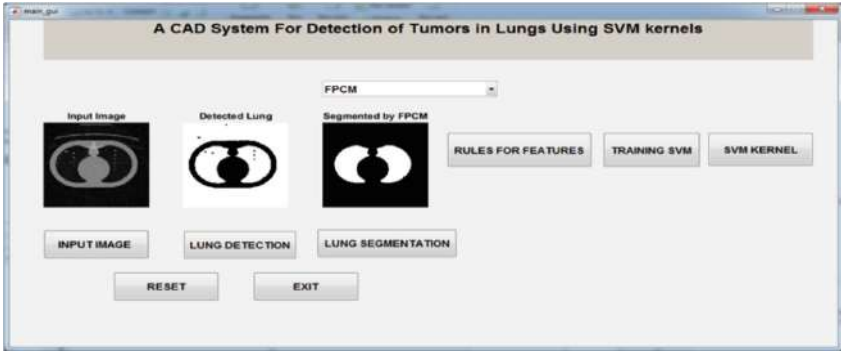 main_gui
A CAD System For Detection of Tumors in Lungs Using SVM kernels
FPCM
Input Image Detected Lung Segmented by FPCM
RULES FOR FEATURES TRAINING SVM SVM KERNEL
INPUT IMAGE LUNG DETECTION LUNG SEGMENTATION
RESET EXIT